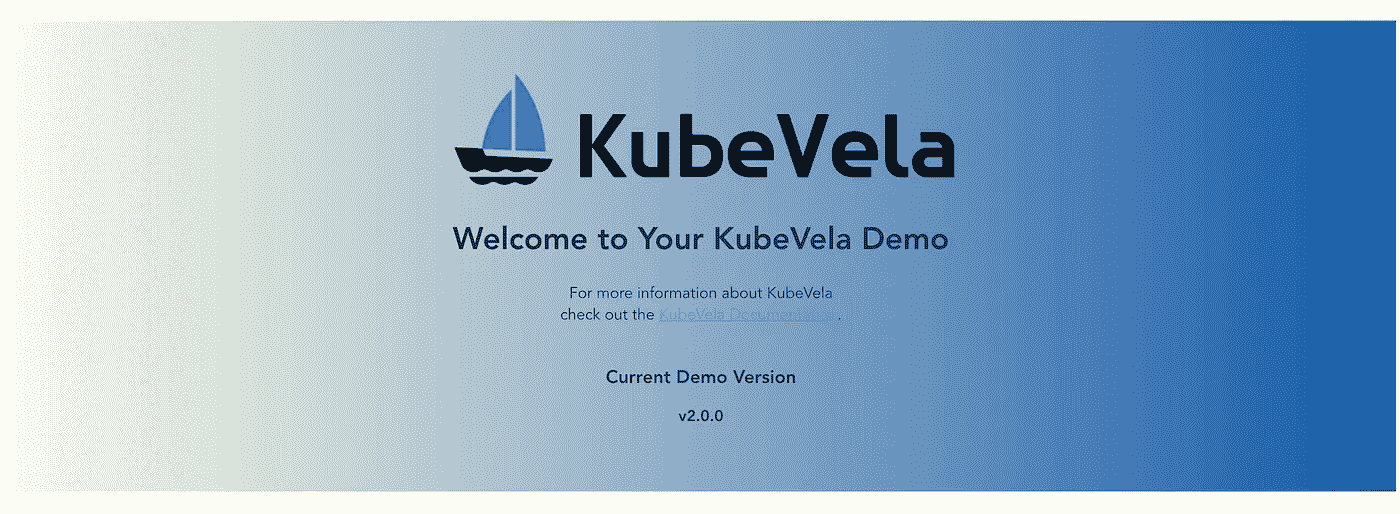 KubeVela
Welcome to Your KubeVela Demo
For more information about KubeVela
check out the KubeVela Documentation.
Current Demo Version
v2.0.0